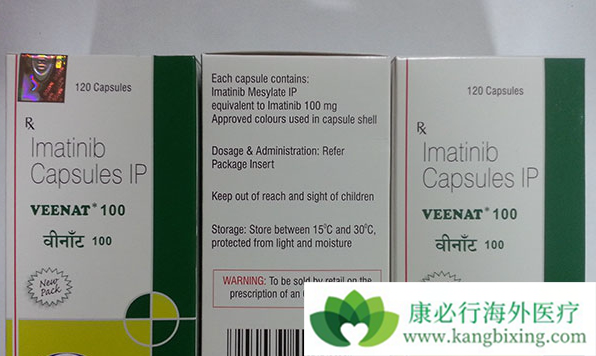 120 Capsules
Rx
Imatinib
Capsules IP
VEENAT* 100
वीनॉट 100
New
Pack
Each capsule contains:
Imatinib Mesylate IP
equivalent to Imatinib 100 mg
Approved colours used in capsule shell
Dosage & Administration: Refer
Package Insert
Keep out of reach and sight of children
Storage: Store between 15⁰C and 30⁰C,
protected from light and moisture
WARNING: To be sold by retail on the
prescription of an
120 Capsules
Rx
Imatinib
Capsules IP
VEENAT* 100
वीनॉट 100
康必行海外医疗
www.kangbixing.com